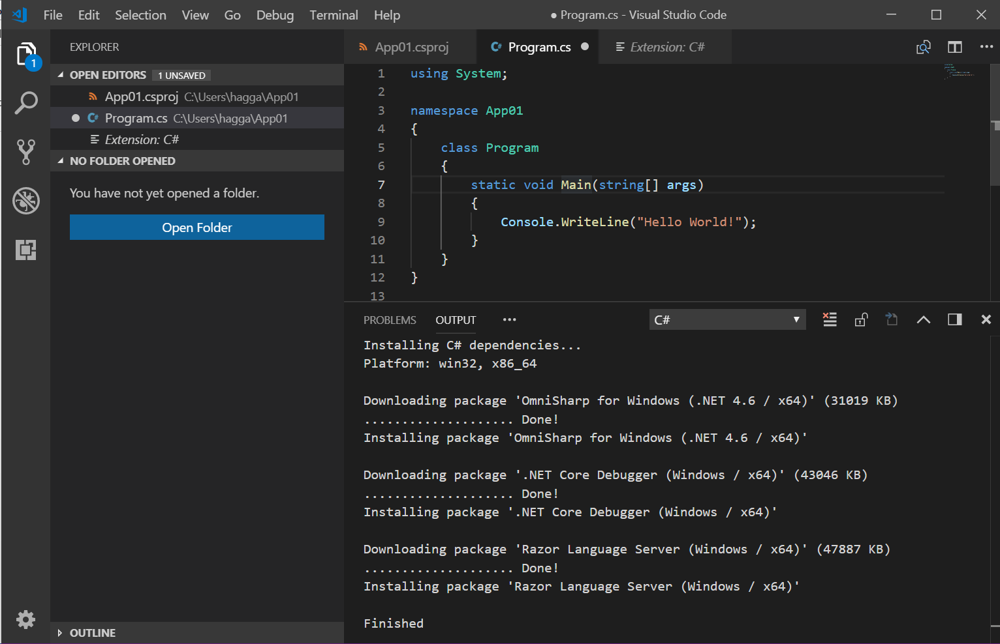 File Edit Selection View Go Debug Terminal Help ● Program.cs - Visual Studio Code
EXPLORER
1
OPEN EDITORS 1 UNSAVED
App01.csproj C:\Users\hagga\App01
Program.cs C:\Users\hagga\App01
Extension: C#
NO FOLDER OPENED
You have not yet opened a folder.
Open Folder
OUTLINE
App01.csproj Program.cs Extension: C#
1 using System;
2
3 namespace App01
4 {
5 class Program
6 {
7 static void Main(string[] args)
8 {
9 Console.WriteLine("Hello World!");
10 }
11 }
12 }
13
PROBLEMS OUTPUT ••• C#
Installing C# dependencies...
Platform: win32, x86_64
Downloading package 'OmniSharp for Windows (.NET 4.6 / x64)' (31019 KB)
.................... Done!
Installing package 'OmniSharp for Windows (.NET 4.6 / x64)'
Downloading package '.NET Core Debugger (Windows / x64)' (43046 KB)
.................... Done!
Installing package '.NET Core Debugger (Windows / x64)'
Downloading package 'Razor Language Server (Windows / x64)' (47887 KB)
.................... Done!
Installing package 'Razor Language Server (Windows / x64)'
Finished